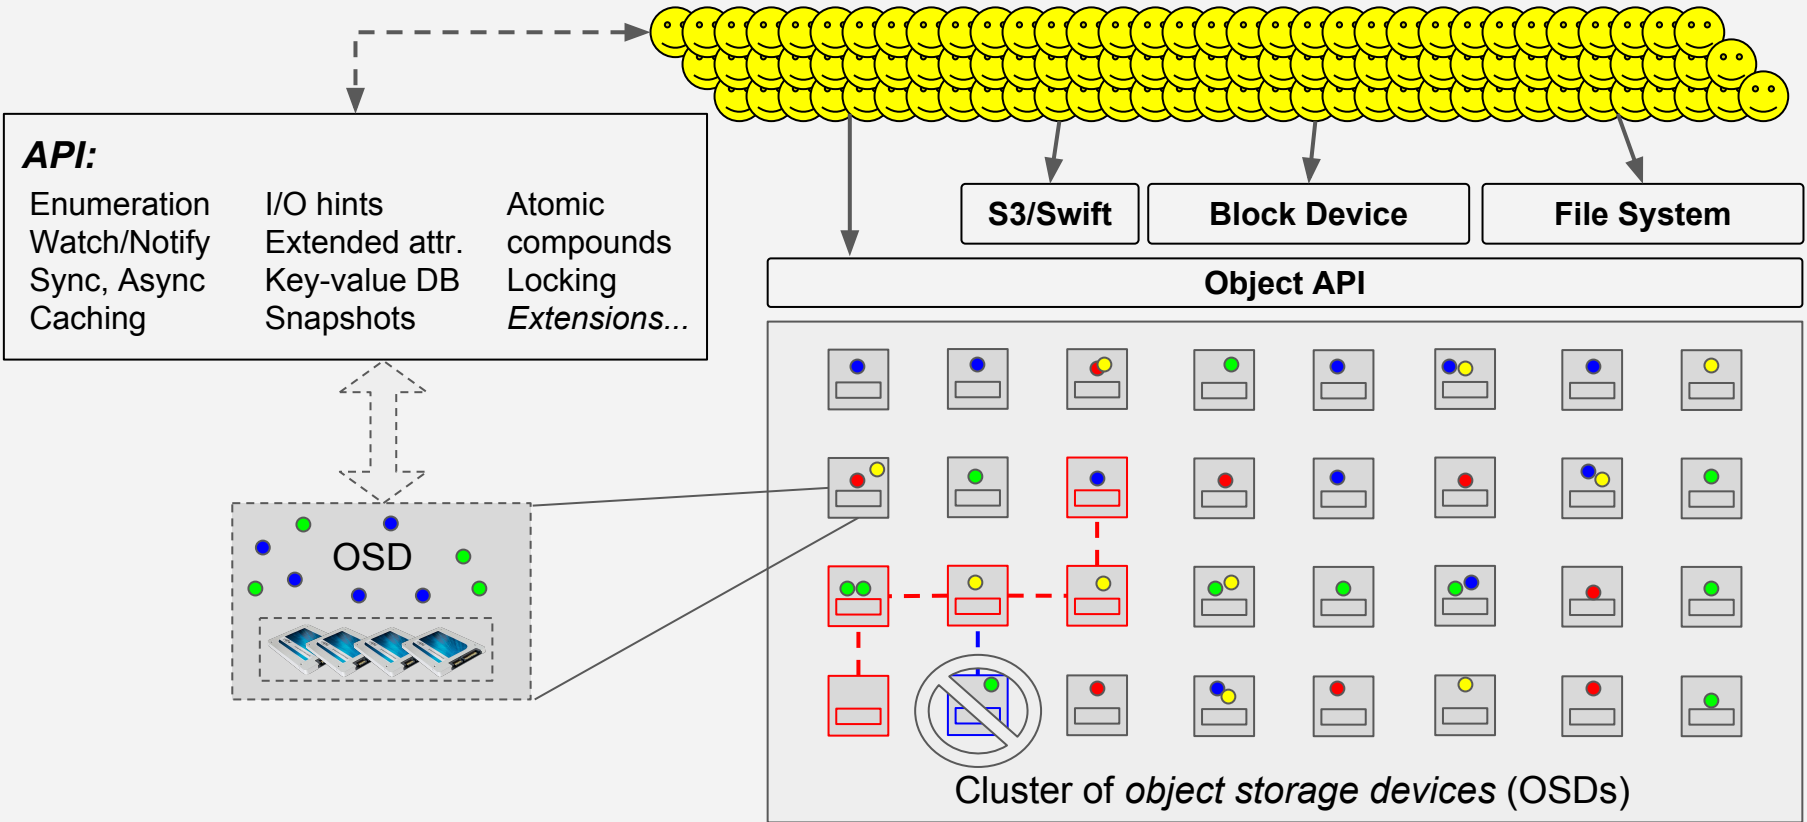 API:
Enumeration
Watch/Notify
Sync, Async
Caching
I/O hints
Extended attr.
Key-value DB
Snapshots
Atomic
compounds
Locking
Extensions...
S3/Swift
Block Device
File System
Object API
OSD
Cluster of object storage devices (OSDs)